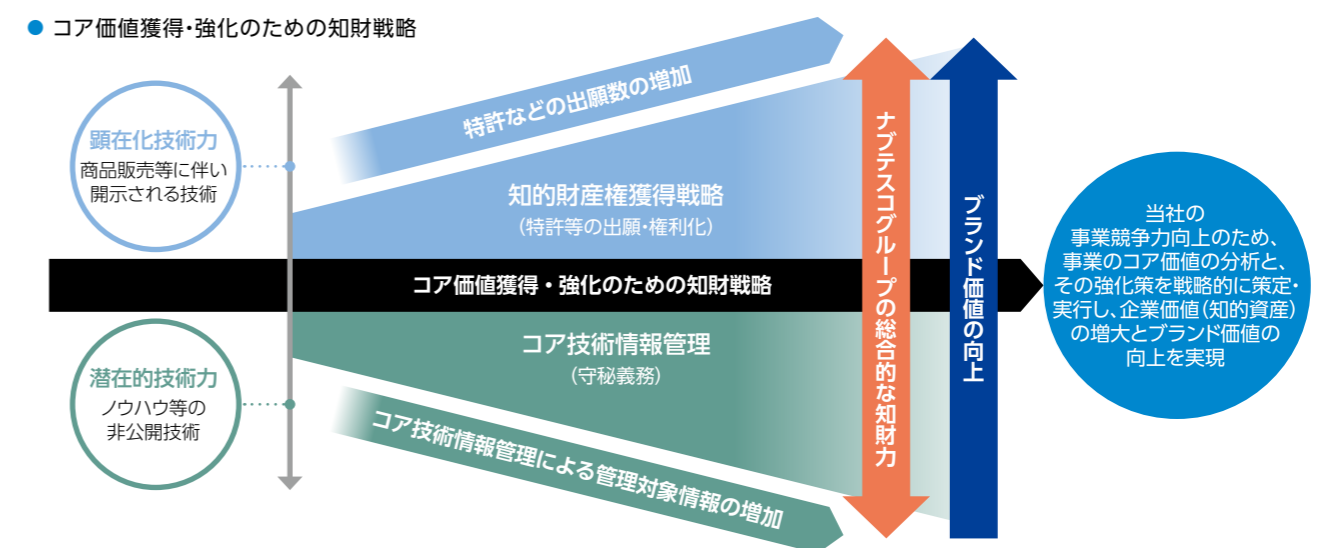 ● コア価値獲得・強化のための知財戦略
顕在化技術力
商品販売等に伴い
開示される技術
特許などの出願数の増加
知的財産権獲得戦略
（特許等の出願・権利化）
コア価値獲得・強化のための知財戦略
コア技術情報管理
（守秘義務）
潜在的技術力
ノウハウ等の
非公開技術
コア技術情報管理による管理対象情報の増加
ナブテスコグループの総合的な知財力
ブランド価値の向上
当社の
事業競争力向上のため、
事業のコア価値の分析と、
その強化策を戦略的に策定・
実行し、企業価値（知的資産）
の増大とブランド価値の
向上を実現